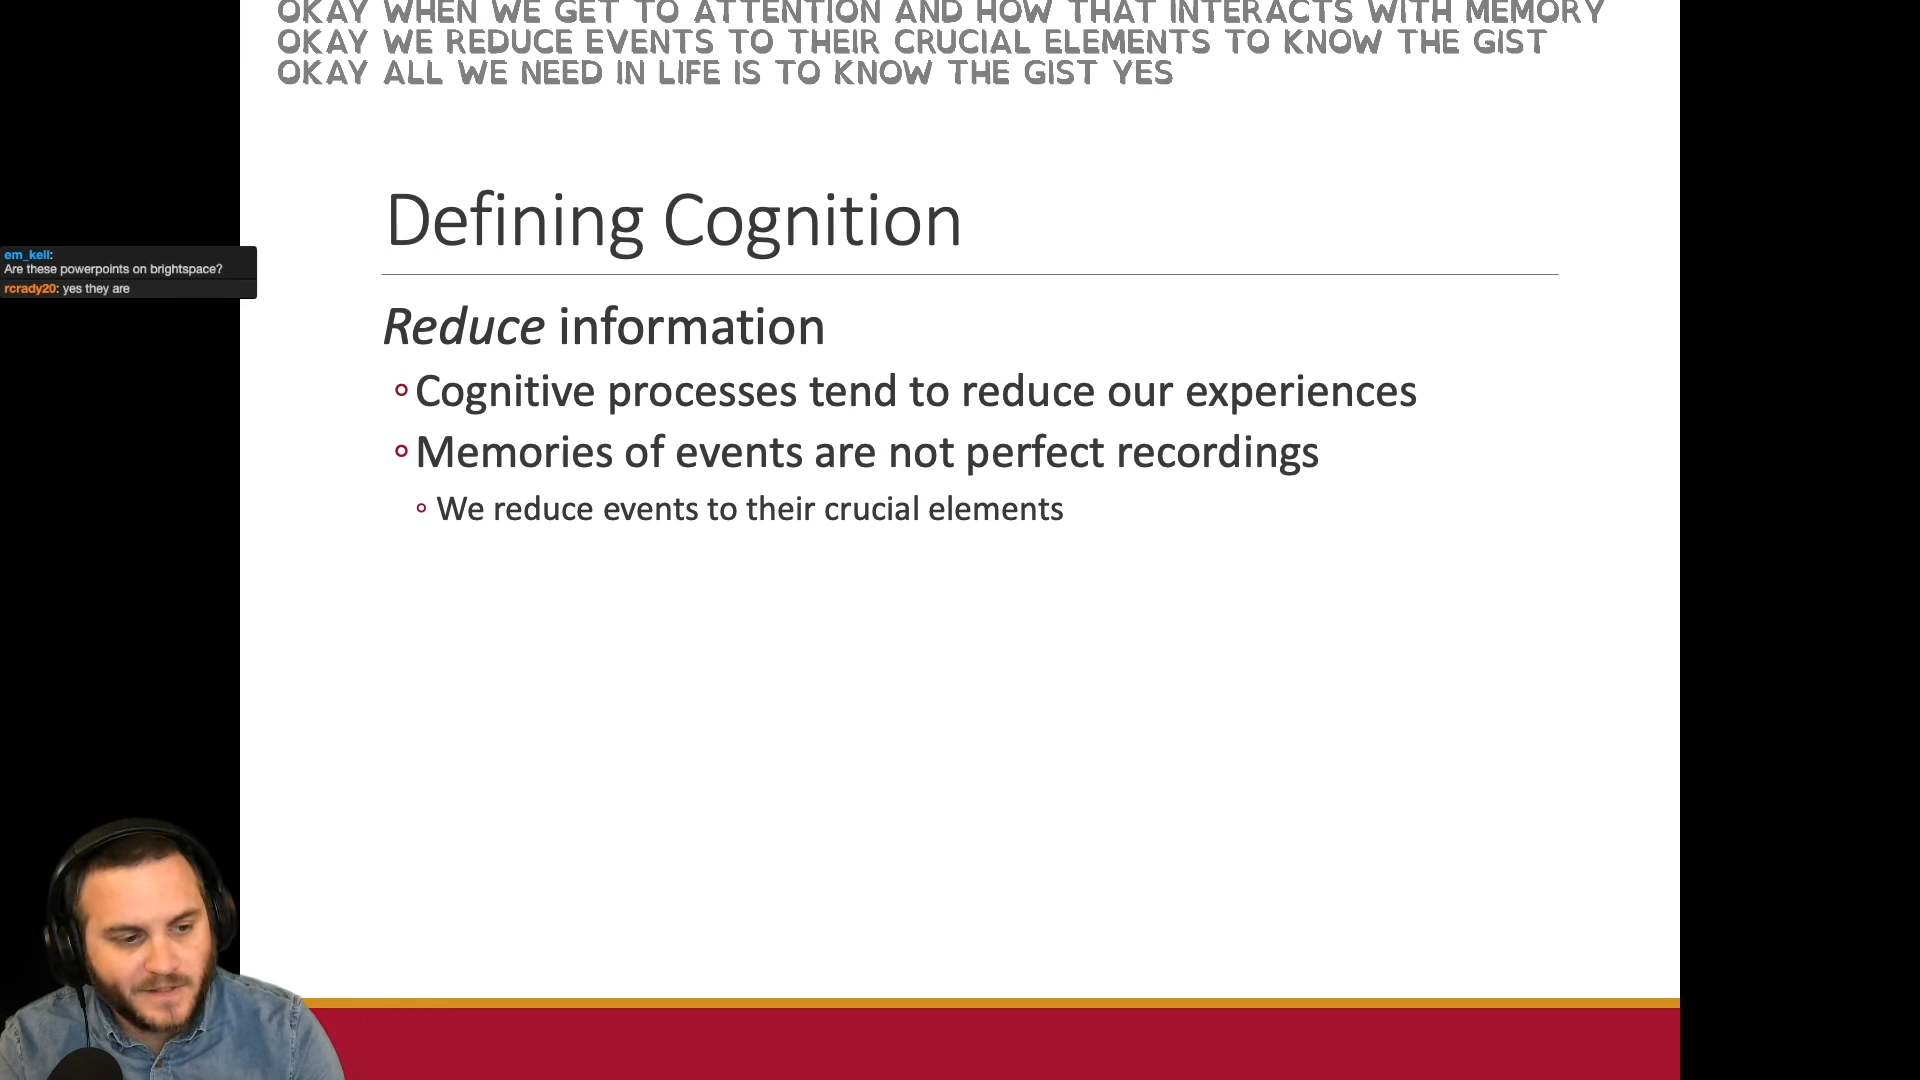 OKAY WHEN WE GET TO ATTENTION AND HOW THAT INTERACTS WITH MEMORY
OKAY WE REDUCE EVENTS TO THEIR CRUCIAL ELEMENTS TO KNOW THE GIST
OKAY ALL WE NEED IN LIFE IS TO KNOW THE GIST YES
Defining Cognition
em_kell:
Are these powerpoints on brightspace?
rcrady20: yes they are
Reduce information
Cognitive processes tend to reduce our experiences
Memories of events are not perfect recordings
We reduce events to their crucial elements